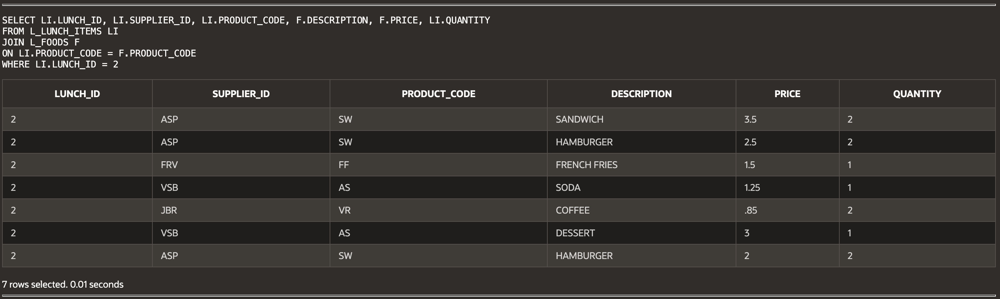 SELECT LI.LUNCH_ID, LI.SUPPLIER_ID, LI.PRODUCT_CODE, F.DESCRIPTION, F.PRICE, LI.QUANTITY
FROM L_LUNCH_ITEMS LI
JOIN L_FOODS F
ON LI.PRODUCT_CODE = F.PRODUCT_CODE
WHERE LI.LUNCH_ID = 2
LUNCH_ID SUPPLIER_ID PRODUCT_CODE DESCRIPTION PRICE QUANTITY
2 ASP SW SANDWICH 3.5 2
2 ASP SW HAMBURGER 2.5 2
2 FRV FF FRENCH FRIES 1.5 1
2 VSB AS SODA 1.25 1
2 JBR VR COFFEE .85 2
2 VSB AS DESSERT 3 1
2 ASP SW HAMBURGER 2 2
7 rows selected. 0.01 seconds